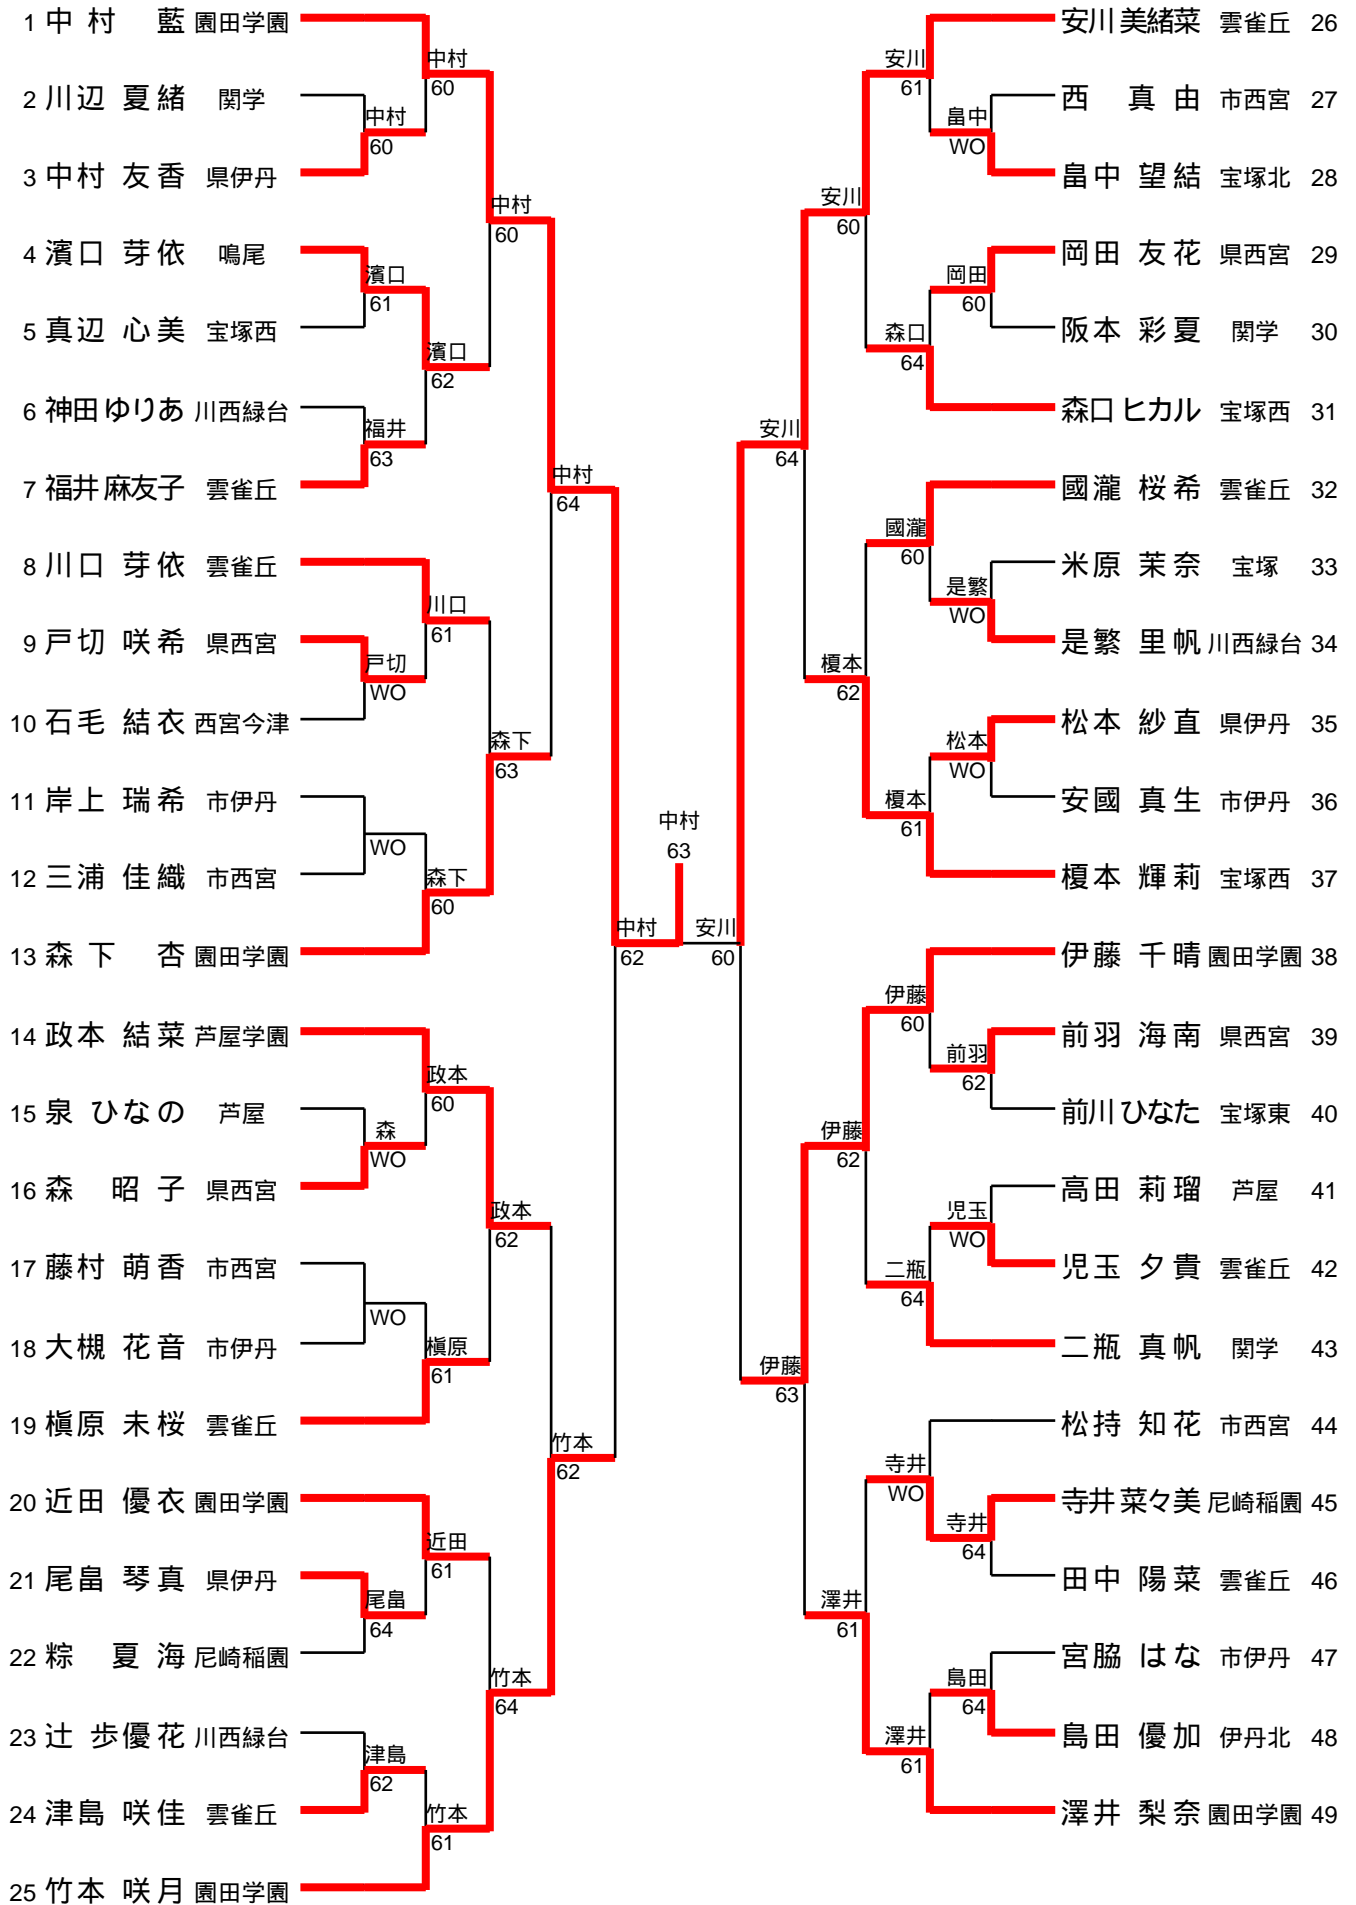 1 中村 藍 園田学園
2 川辺 夏緒 関学
3 中村 友香 県伊丹
4 濱口 芽依 鳴尾
5 真辺 心美 宝塚西
6 神田 ゆりあ 川西緑台
7 福井 麻友子 雲雀丘
8 川口 芽依 雲雀丘
9 戸切 咲希 県西宮
10 石毛 結衣 西宮今津
11 岸上 瑞希 市伊丹
12 三浦 佳織 市西宮
13 森下 杏 園田学園
14 政本 結菜 芦屋学園
15 泉 ひなの 芦屋
16 森 昭子 県西宮
17 藤村 萌香 市西宮
18 大槻 花音 市伊丹
19 槇原 未桜 雲雀丘
20 近田 優衣 園田学園
21 尾畠 琴真 県伊丹
22 粽 夏海 尼崎稲園
23 辻 歩優花 川西緑台
24 津島 咲佳 雲雀丘
25 竹本 咲月 園田学園
中村
60
濱口
61
福井
63
戸切
WO
WO
森
WO
WO
尾畠
64
津島
62
中村
60
濱口
62
川口
61
森下
60
政本
60
槇原
61
近田
61
竹本
61
中村
60
森下
63
政本
62
竹本
64
中村
64
竹本
62
中村
62
中村
63
安川
60
安川
64
伊藤
63
安川
60
榎本
62
伊藤
62
澤井
61
安川
61
森口
64
國瀧
60
榎本
61
伊藤
60
二瓶
64
寺井
WO
澤井
61
畠中
WO
岡田
60
是繁
WO
松本
WO
前羽
62
児玉
WO
寺井
64
島田
64
安川 美緒菜 雲雀丘 26
西 真由 市西宮 27
畠中 望結 宝塚北 28
岡田 友花 県西宮 29
阪本 彩夏 関学 30
森口 ヒカル 宝塚西 31
國瀧 桜希 雲雀丘 32
米原 茉奈 宝塚 33
是繁 里帆 川西緑台 34
松本 紗直 県伊丹 35
安國 真生 市伊丹 36
榎本 輝莉 宝塚西 37
伊藤 千晴 園田学園 38
前羽 海南 県西宮 39
前川 ひなた 宝塚東 40
高田 莉瑠 芦屋 41
児玉 夕貴 雲雀丘 42
二瓶 真帆 関学 43
松持 知花 市西宮 44
寺井 菜々美 尼崎稲園 45
田中 陽菜 雲雀丘 46
宮脇 はな 市伊丹 47
島田 優加 伊丹北 48
澤井 梨奈 園田学園 49